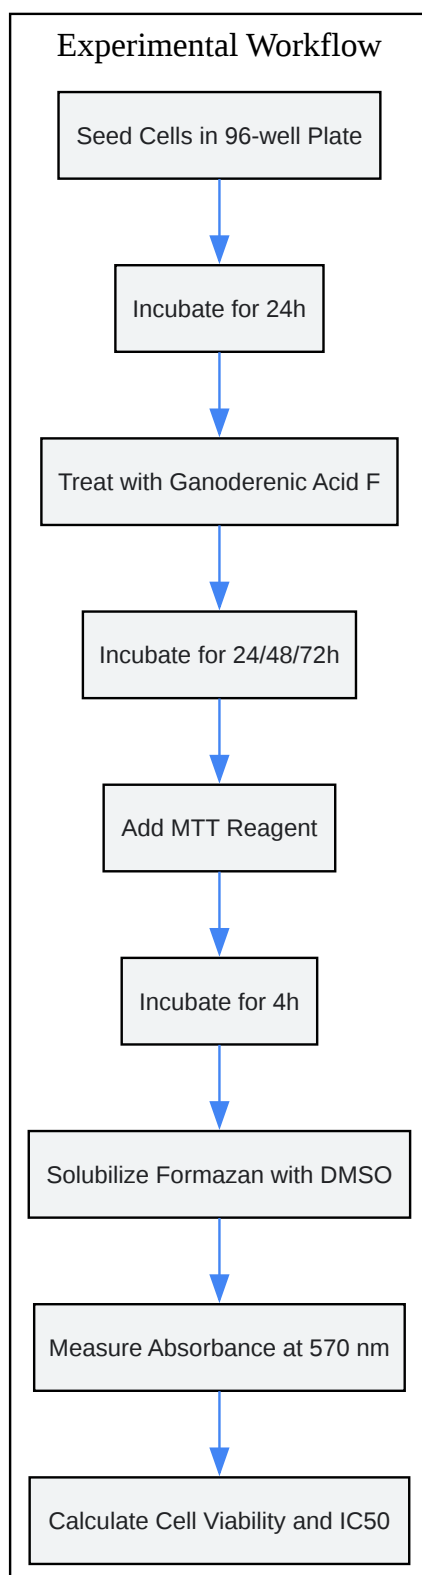 Experimental Workflow
Seed Cells in 96-well Plate
Incubate for 24h
Treat with Ganoderenic Acid F
Incubate for 24/48/72h
Add MTT Reagent
Incubate for 4h
Solubilize Formazan with DMSO
Measure Absorbance at 570 nm
Calculate Cell Viability and IC50